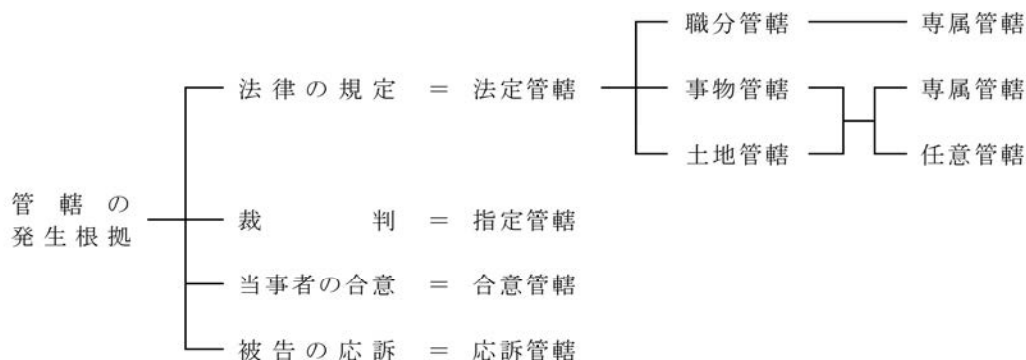 職分管轄 専属管轄
法律の規定 = 法定管轄 事物管轄 専属管轄
土地管轄 任意管轄
管轄の
発生根拠
裁判 = 指定管轄
当事者の合意 = 合意管轄
被告の応訴 = 応訴管轄